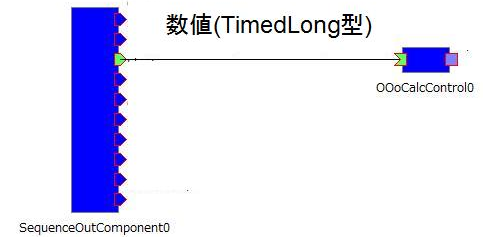 数値(TimedLong型)
OOoCalcControl0
SequenceOutComponent0